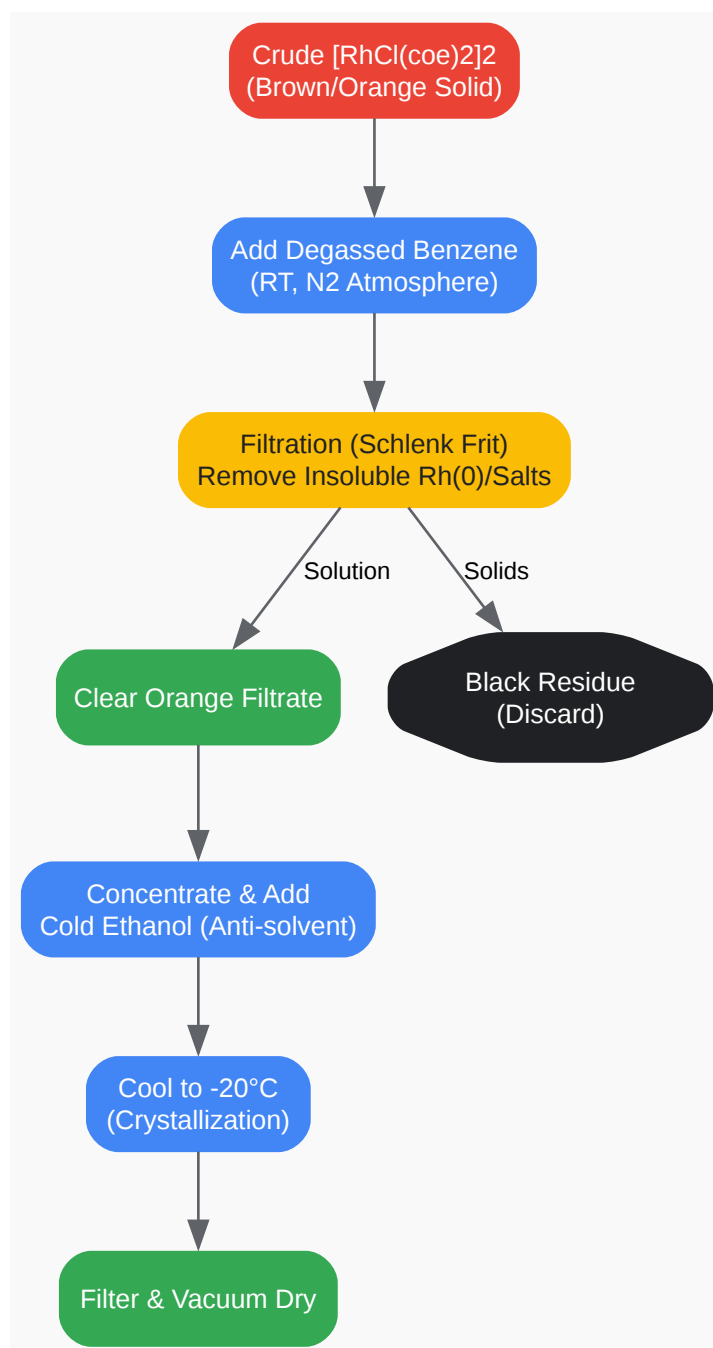 Crude [RhCl(coe)2]2
(Brown/Orange Solid)
Add Degassed Benzene
(RT, N2 Atmosphere)
Filtration (Schlenk Frit)
Remove Insoluble Rh(0)/Salts
Solution
Solids
Clear Orange Filtrate
Black Residue
(Discard)
Concentrate & Add
Cold Ethanol (Anti-solvent)
Cool to -20°C
(Crystallization)
Filter & Vacuum Dry